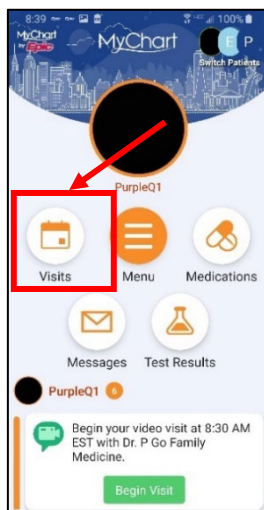 8:39 100%
MyChart by Epic
MyChart
E P
Switch Patients
PurpleQ1
Visits Menu Medications
Messages Test Results
PurpleQ1 6
Begin your video visit at 8:30 AM
EST with Dr. P Go Family
Medicine.
Begin Visit